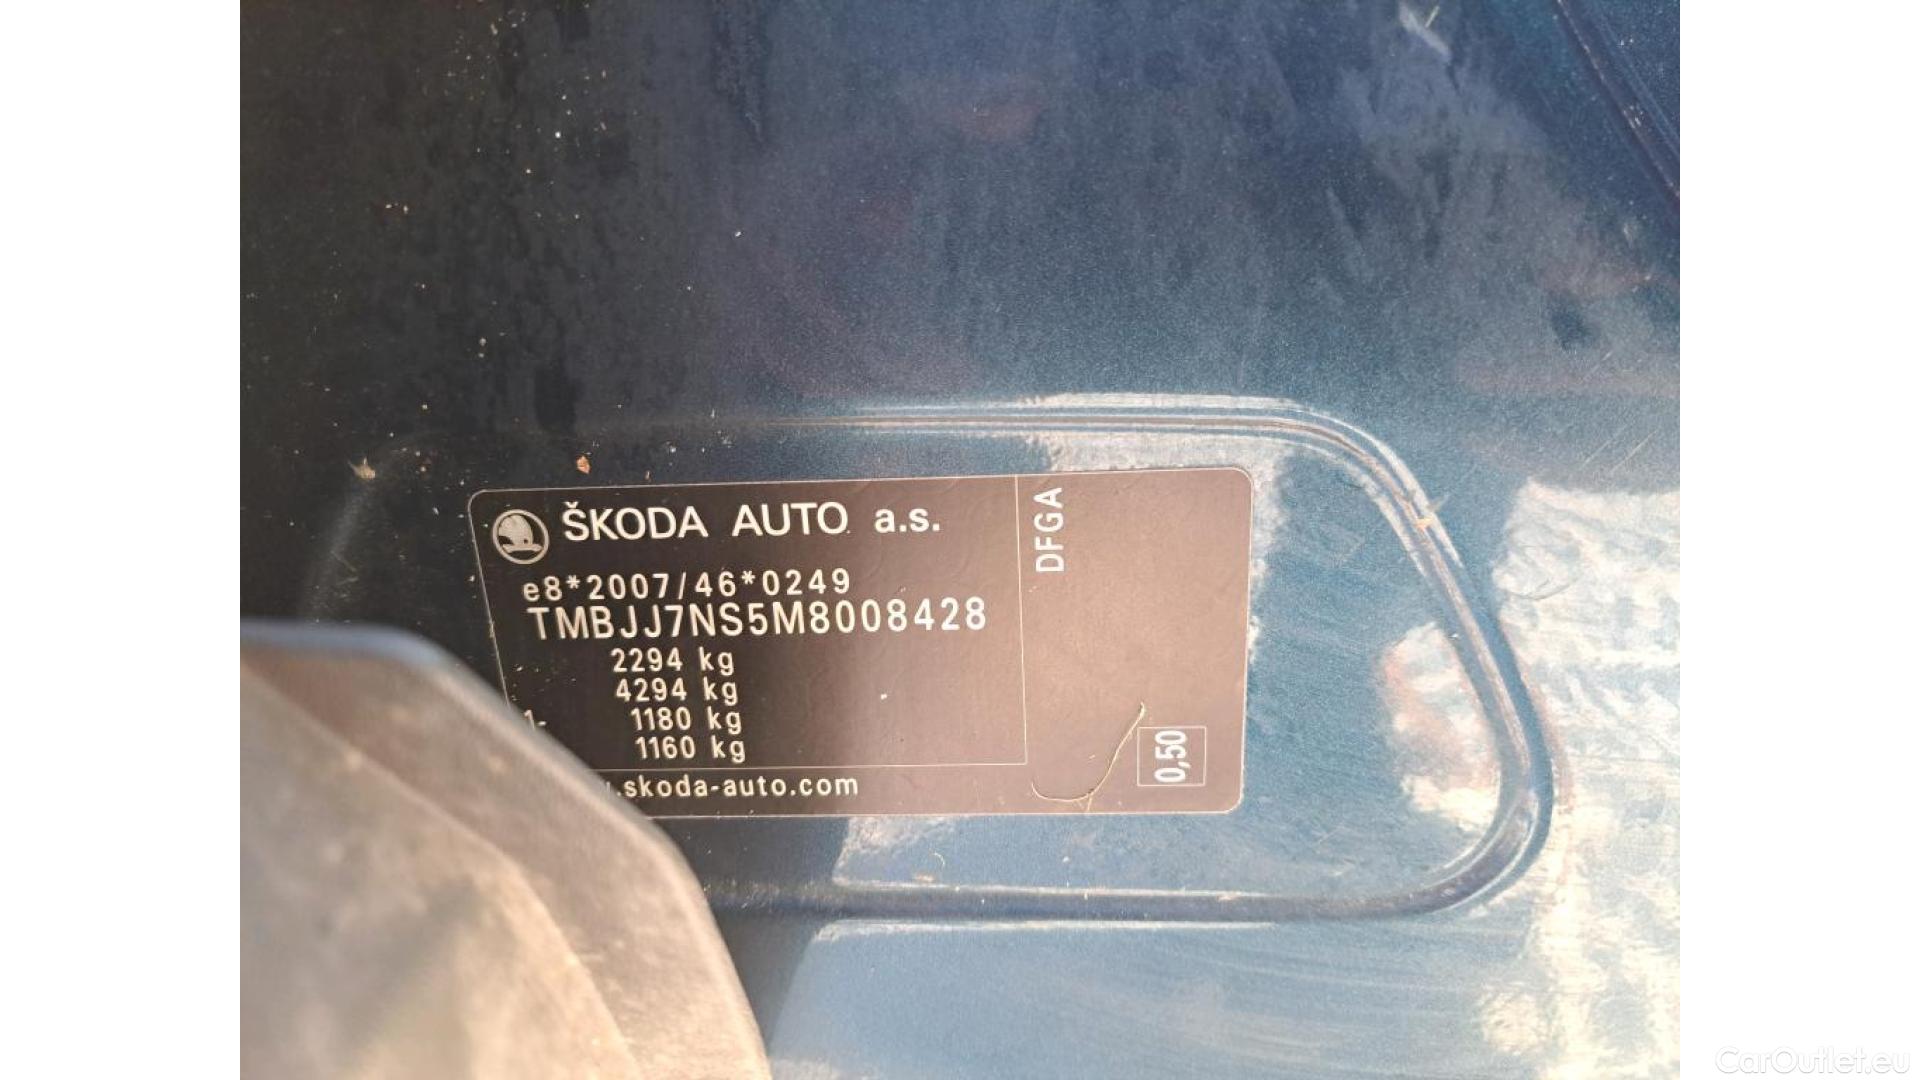 ŠKODA AUTO a.s.
e8*2007/46*0249
TMBJJ7NS5M8008428
2294 kg
4294 kg
1- 1180 kg
1160 kg
.skoda-auto.com
DFGA
0,50
CarOutlet.eu